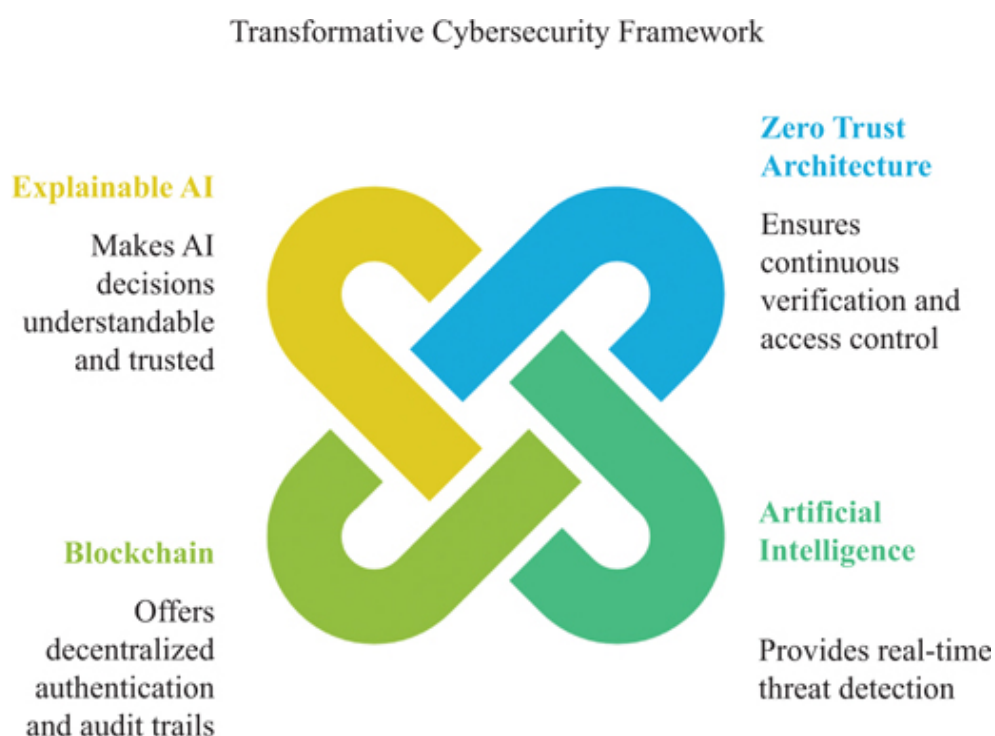 Transformative Cybersecurity Framework
Explainable AI
Makes AI
decisions
understandable
and trusted
Zero Trust
Architecture
Ensures
continuous
verification and
access control
Blockchain
Offers
decentralized
authentication
and audit trails
Artificial
Intelligence
Provides real-time
threat detection